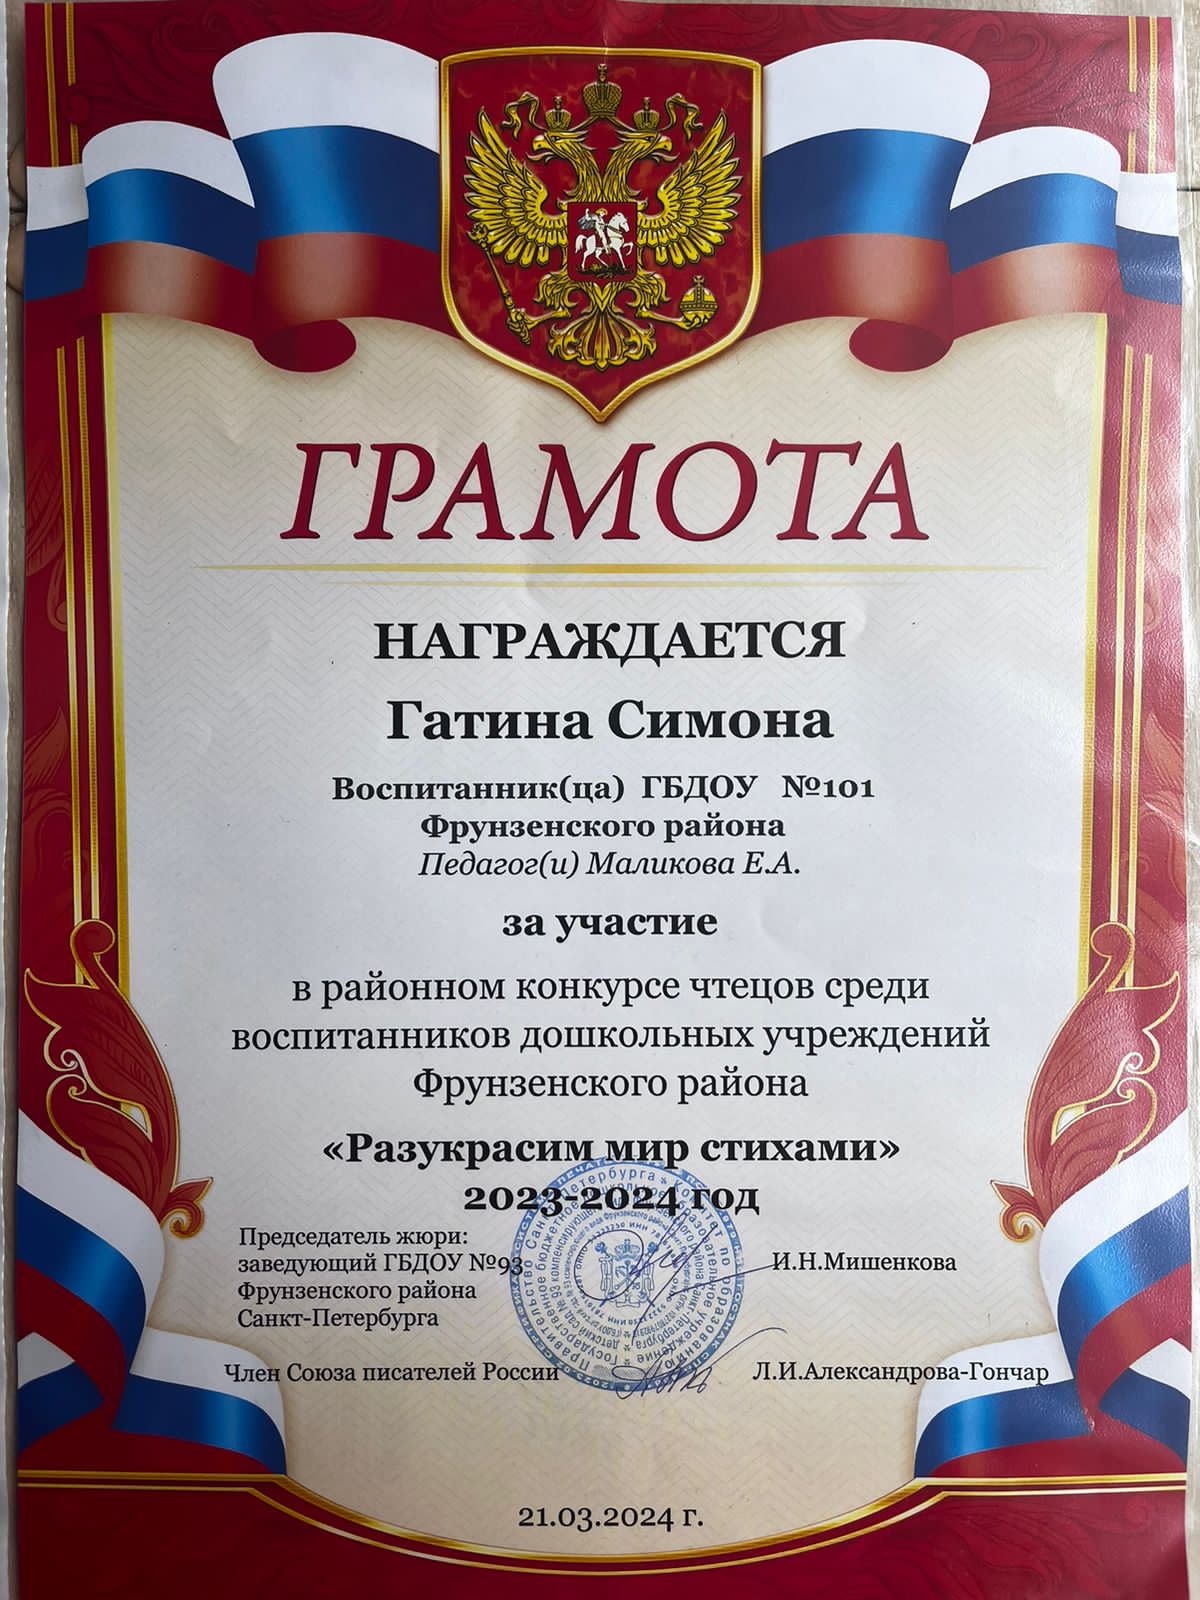 ГРАМОТА
НАГРАЖДАЕТСЯ
Гатина Симона
Воспитанник(ца) ГБДОУ №101
Фрунзенского района
Педагог(и) Маликова Е.А.
за участие
в районном конкурсе чтецов среди
воспитанников дошкольных учреждений
Фрунзенского района
«Разукрасим мир стихами»
2023-2024 год
Председатель жюри:
заведующий ГБДОУ №93
Фрунзенского района
Санкт-Петербурга
И.Н.Мишенкова
Член Союза писателей России
Л.И.Александрова-Гончар
21.03.2024 г.